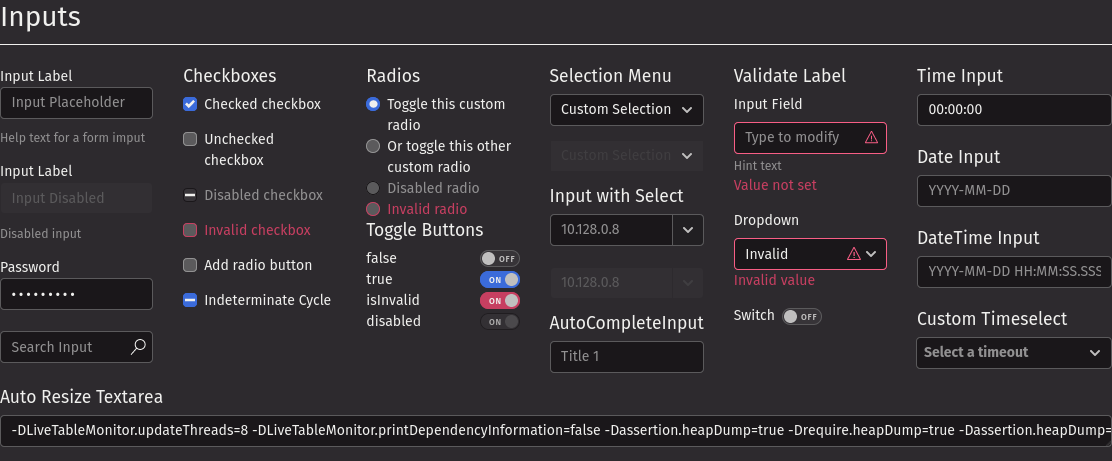 Inputs
Input Label
Input Placeholder
Help text for a form imput
Input Label
Input Disabled
Disabled input
Password
•••••••••
Search Input
Checkboxes
Checked checkbox
Unchecked
checkbox
Disabled checkbox
Invalid checkbox
Add radio button
Indeterminate Cycle
Radios
Toggle this custom
radio
Or toggle this other
custom radio
Disabled radio
Invalid radio
Toggle Buttons
false OFF
true ON
isInvalid ON
disabled ON
Selection Menu
Custom Selection
Custom Selection
Input with Select
10.128.0.8
10.128.0.8
AutoCompleteInput
Title 1
Validate Label
Input Field
Type to modify
Hint text
Value not set
Dropdown
Invalid
Invalid value
Switch OFF
Time Input
00:00:00
Date Input
YYYY-MM-DD
DateTime Input
YYYY-MM-DD HH:MM:SS.SSS
Custom Timeselect
Select a timeout
Auto Resize Textarea
-DLiveTableMonitor.updateThreads=8 -DLiveTableMonitor.printDependencyInformation=false -Dassertion.heapDump=true -Drequire.heapDump=true -Dassertion.heapDump=